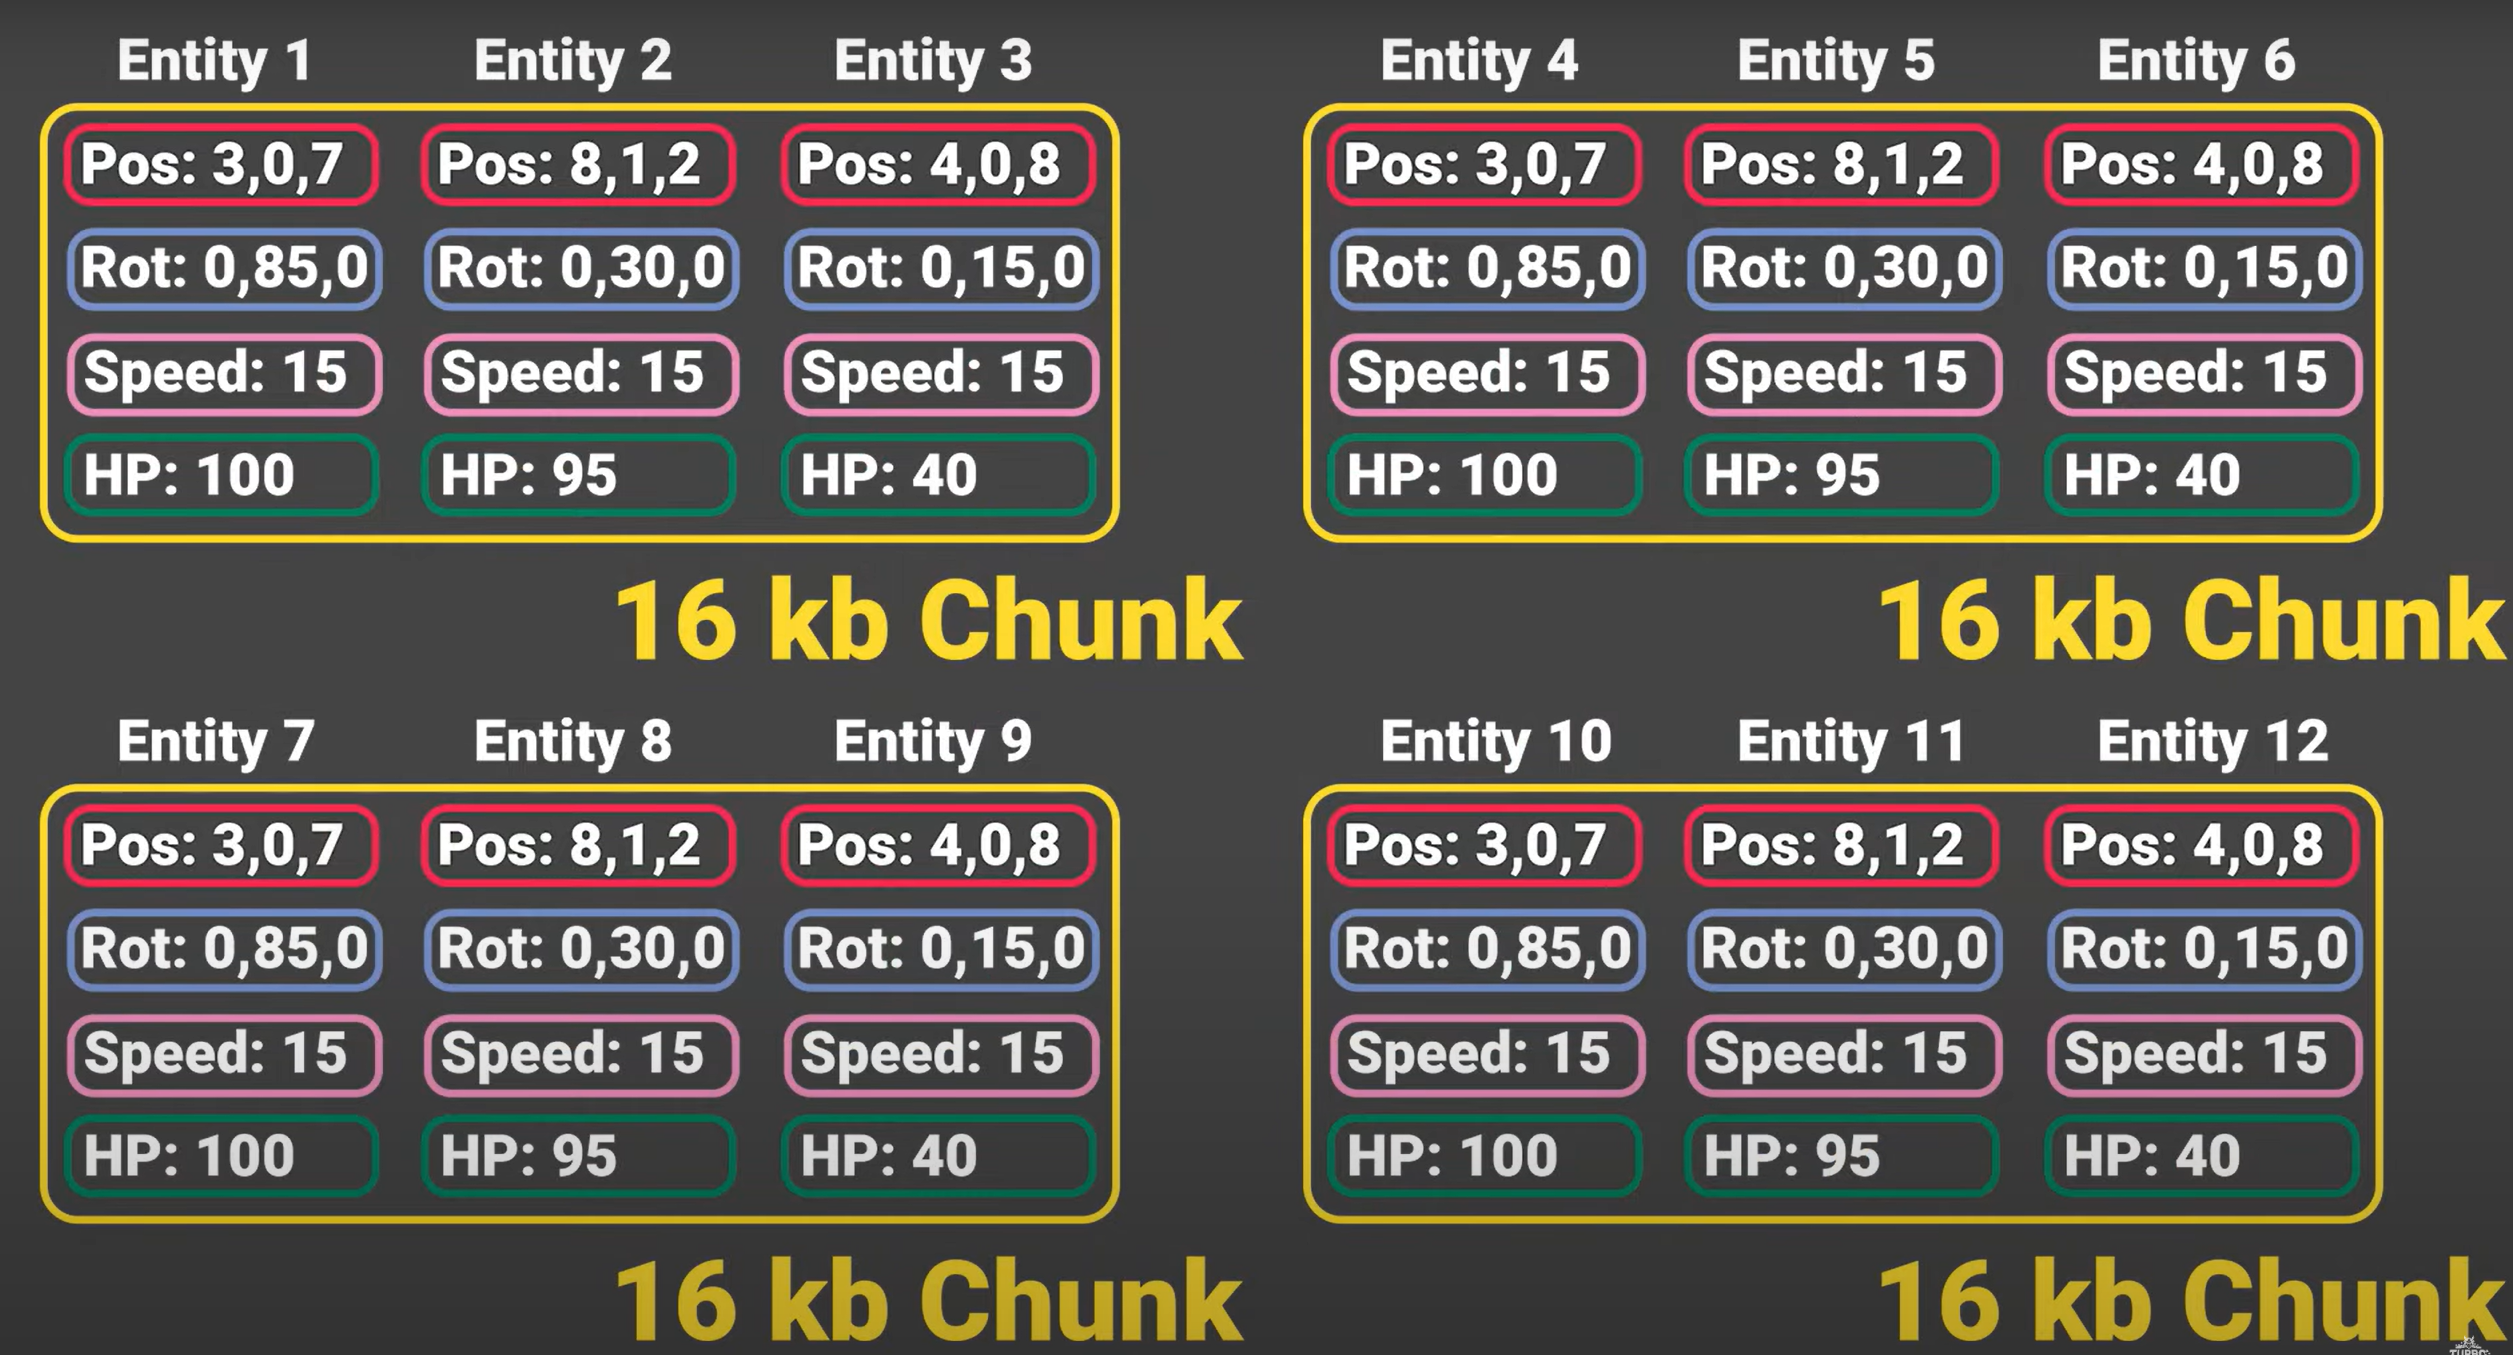 Entity 1 Entity 2 Entity 3
Pos: 3,0,7 Pos: 8,1,2 Pos: 4,0,8
Rot: 0,85,0 Rot: 0,30,0 Rot: 0,15,0
Speed: 15 Speed: 15 Speed: 15
HP: 100 HP: 95 HP: 40
16 kb Chunk
Entity 4 Entity 5 Entity 6
Pos: 3,0,7 Pos: 8,1,2 Pos: 4,0,8
Rot: 0,85,0 Rot: 0,30,0 Rot: 0,15,0
Speed: 15 Speed: 15 Speed: 15
HP: 100 HP: 95 HP: 40
16 kb Chunk
Entity 7 Entity 8 Entity 9
Pos: 3,0,7 Pos: 8,1,2 Pos: 4,0,8
Rot: 0,85,0 Rot: 0,30,0 Rot: 0,15,0
Speed: 15 Speed: 15 Speed: 15
HP: 100 HP: 95 HP: 40
16 kb Chunk
Entity 10 Entity 11 Entity 12
Pos: 3,0,7 Pos: 8,1,2 Pos: 4,0,8
Rot: 0,85,0 Rot: 0,30,0 Rot: 0,15,0
Speed: 15 Speed: 15 Speed: 15
HP: 100 HP: 95 HP: 40
16 kb Chunk